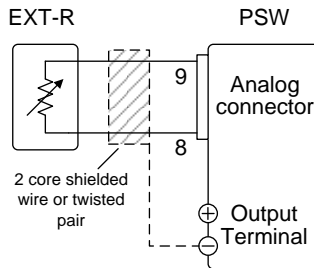 EXT-R
PSW
9
Analog
connector
8
2 core shielded
wire or twisted
pair
Output
Terminal